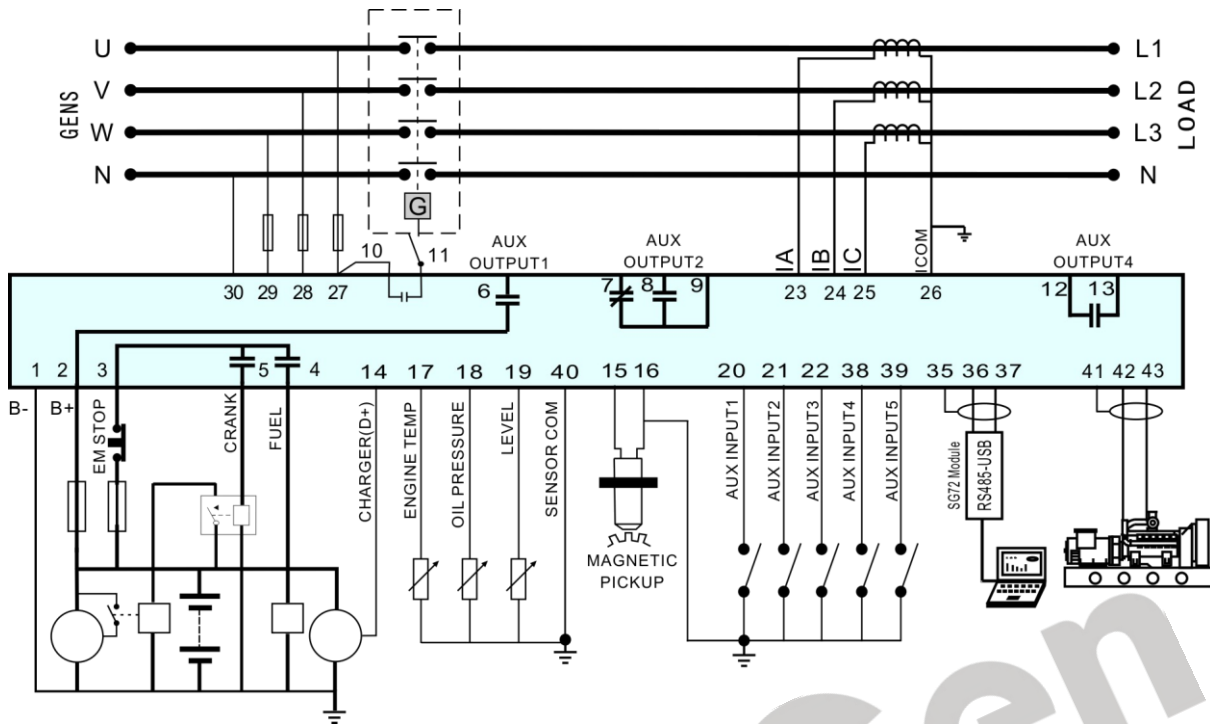 U
L1
V
L2
W
L3
N
N
GENS
LOAD
G
10
11
AUX
OUTPUT1
AUX
OUTPUT2
IA
IB
IC
ICOM
AUX
OUTPUT4
30
29
28
27
6
7
8
9
23
24
25
26
12
13
1
2
3
5
4
14
17
18
19
40
15
16
20
21
22
38
39
35
36
37
41
42
43
B-
B+
EM STOP
CRANK
FUEL
CHARGER(D+)
ENGINE TEMP
OIL PRESSURE
LEVEL
SENSOR COM
MAGNETIC
PICKUP
AUX INPUT1
AUX INPUT2
AUX INPUT3
AUX INPUT4
AUX INPUT5
SG72 Module
RS485-USB